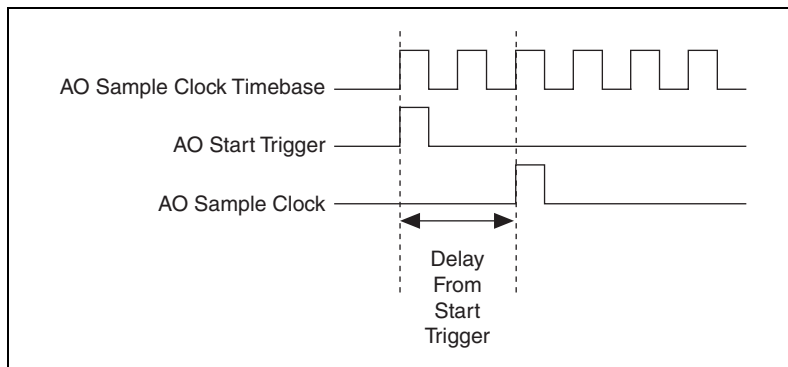 AO Sample Clock Timebase
AO Start Trigger
AO Sample Clock
Delay
From
Start
Trigger